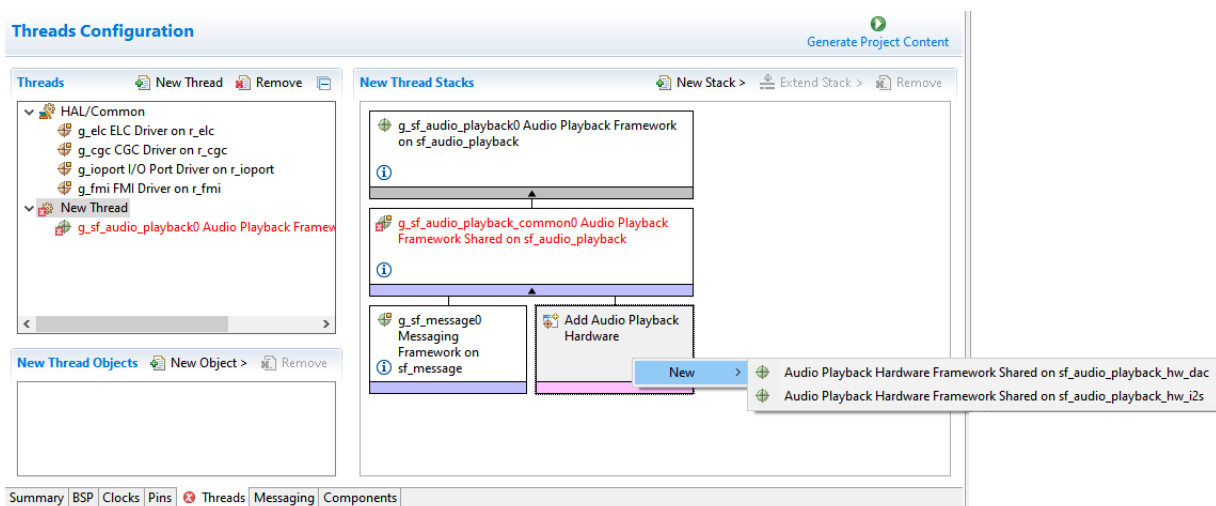 Threads Configuration
Generate Project Content
Threads
New Thread
Remove
HAL/Common
g_elc ELC Driver on r_elc
g_cgc CGC Driver on r_cgc
g_ioport I/O Port Driver on r_ioport
g_fmi FMI Driver on r_fmi
New Thread
g_sf_audio_playback0 Audio Playback Framew
New Thread Objects
New Object >
Remove
New Thread Stacks
New Stack >
Extend Stack >
Remove
g_sf_audio_playback0 Audio Playback Framework
on sf_audio_playback
g_sf_audio_playback_common0 Audio Playback
Framework Shared on sf_audio_playback
g_sf_message0
Messaging
Framework on
sf_message
Add Audio Playback
Hardware
New
Audio Playback Hardware Framework Shared on sf_audio_playback_hw_dac
Audio Playback Hardware Framework Shared on sf_audio_playback_hw_i2s
Summary BSP Clocks Pins Threads Messaging Components